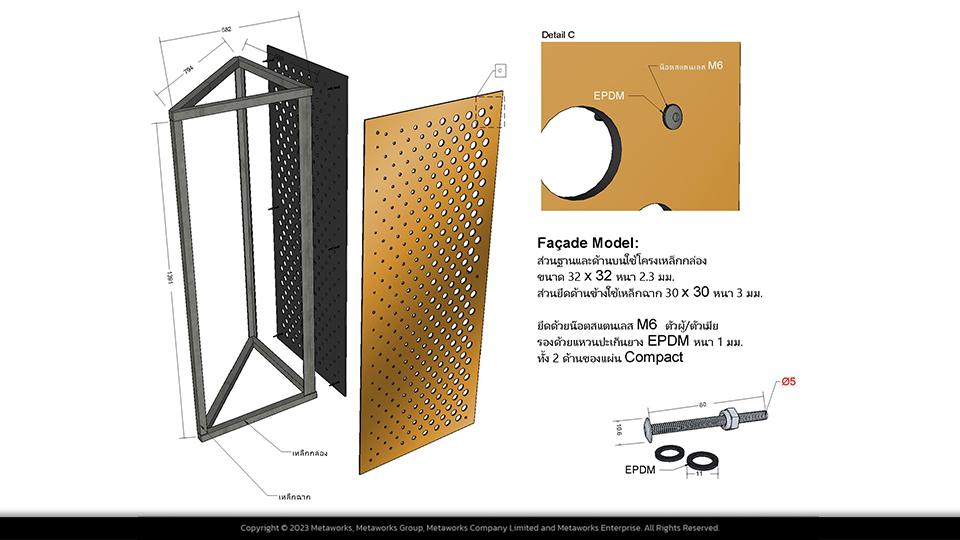 582
794
1391
C
เหล็กกล่อง
เหล็กฉาก
Detail C
น๊อตสแตนเลส M6
EPDM
Façade Model:
ส่วนฐานและด้านบนใช้โครงเหล็กกล่อง
ขนาด 32 x 32 หนา 2.3 มม.
ส่วนยึดด้านข้างใช้เหล็กฉาก 30 x 30 หนา 3 มม.
ยึดด้วยน๊อตสแตนเลส M6 ตัวผู้/ตัวเมีย
รองด้วยแหวนปะเก็นยาง EPDM หนา 1 มม.
ทั้ง 2 ด้านของแผ่น Compact
Ø5
60
10.6
EPDM
11
Copyright © 2023 Metaworks, Metaworks Group, Metaworks Company Limited and Metaworks Enterprise. All Rights Reserved.